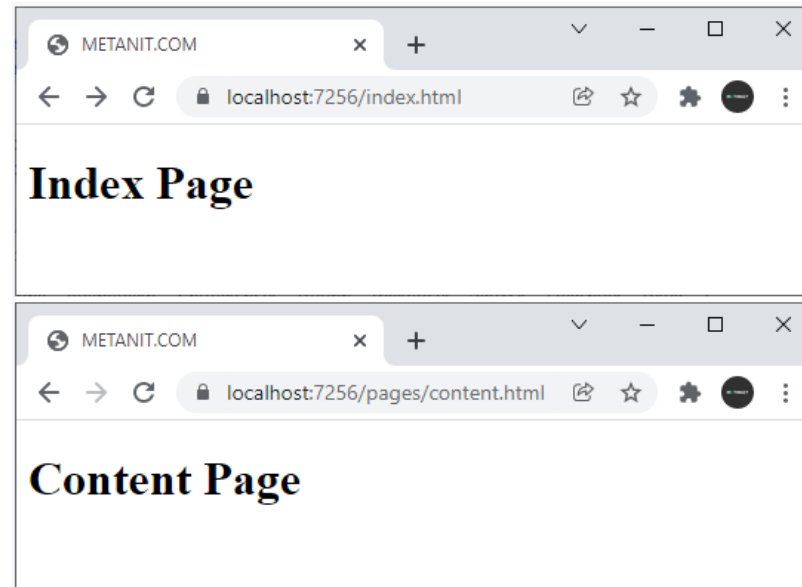 METANIT.COM
localhost:7256/index.html
Index Page
METANIT.COM
localhost:7256/pages/content.html
Content Page